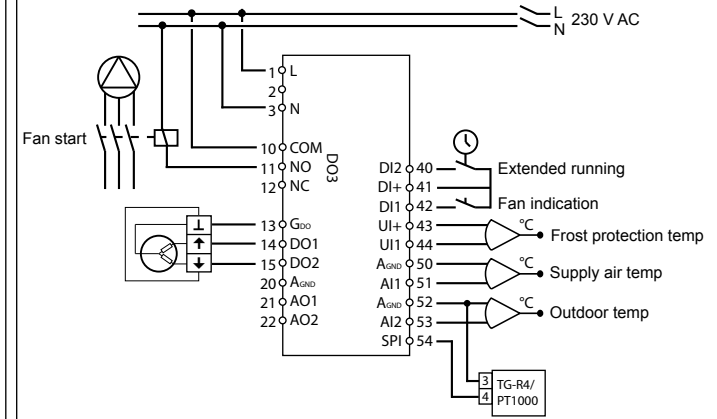 L
N 230 V AC
1 L
2
3 N
Fan start
10 COM
11 NO
12 NC
DO3
13 GDO
14 DO1
15 DO2
20 AGND
21 AO1
22 AO2
DI2 40 Extended running
DI+ 41
DI1 42 Fan indication
UI+ 43 °C
UI1 44 Frost protection temp
AGND 50 °C
AI1 51 Supply air temp
AGND 52 °C
AI2 53 Outdoor temp
SPI 54
3 TG-R4/
4 PT1000